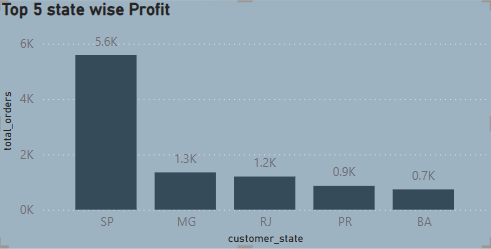 Top 5 state wise Profit
6K
4K
2K
0K
total_orders
5.6K
1.3K
1.2K
0.9K
0.7K
SP MG RJ PR BA
customer_state